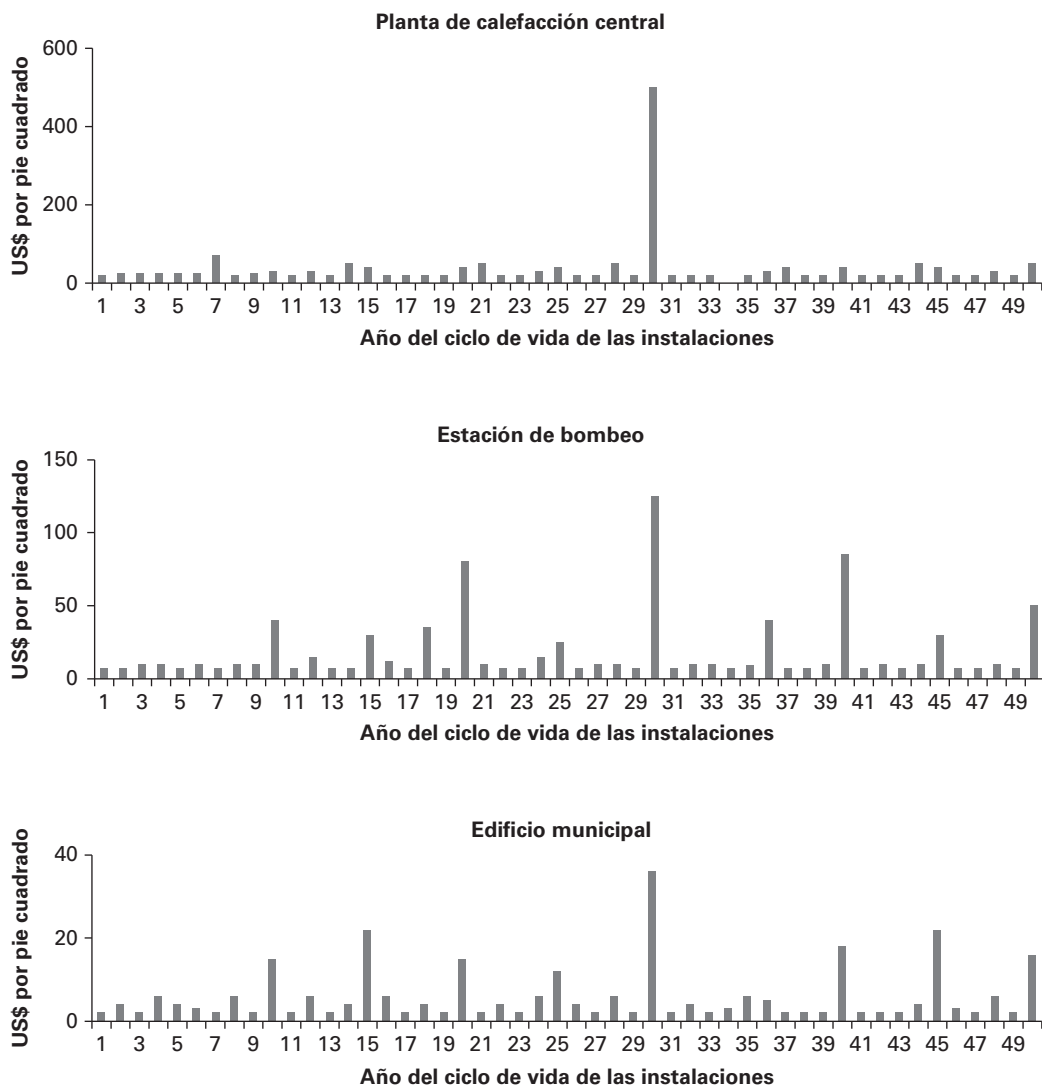 Planta de calefacción central
US$ por pie cuadrado
600
400
200
0
1 3 5 7 9 11 13 15 17 19 21 23 25 27 29 31 33 35 37 39 41 43 45 47 49
Año del ciclo de vida de las instalaciones
Estación de bombeo
US$ por pie cuadrado
150
100
50
0
1 3 5 7 9 11 13 15 17 19 21 23 25 27 29 31 33 35 37 39 41 43 45 47 49
Año del ciclo de vida de las instalaciones
Edificio municipal
US$ por pie cuadrado
40
20
0
1 3 5 7 9 11 13 15 17 19 21 23 25 27 29 31 33 35 37 39 41 43 45 47 49
Año del ciclo de vida de las instalaciones